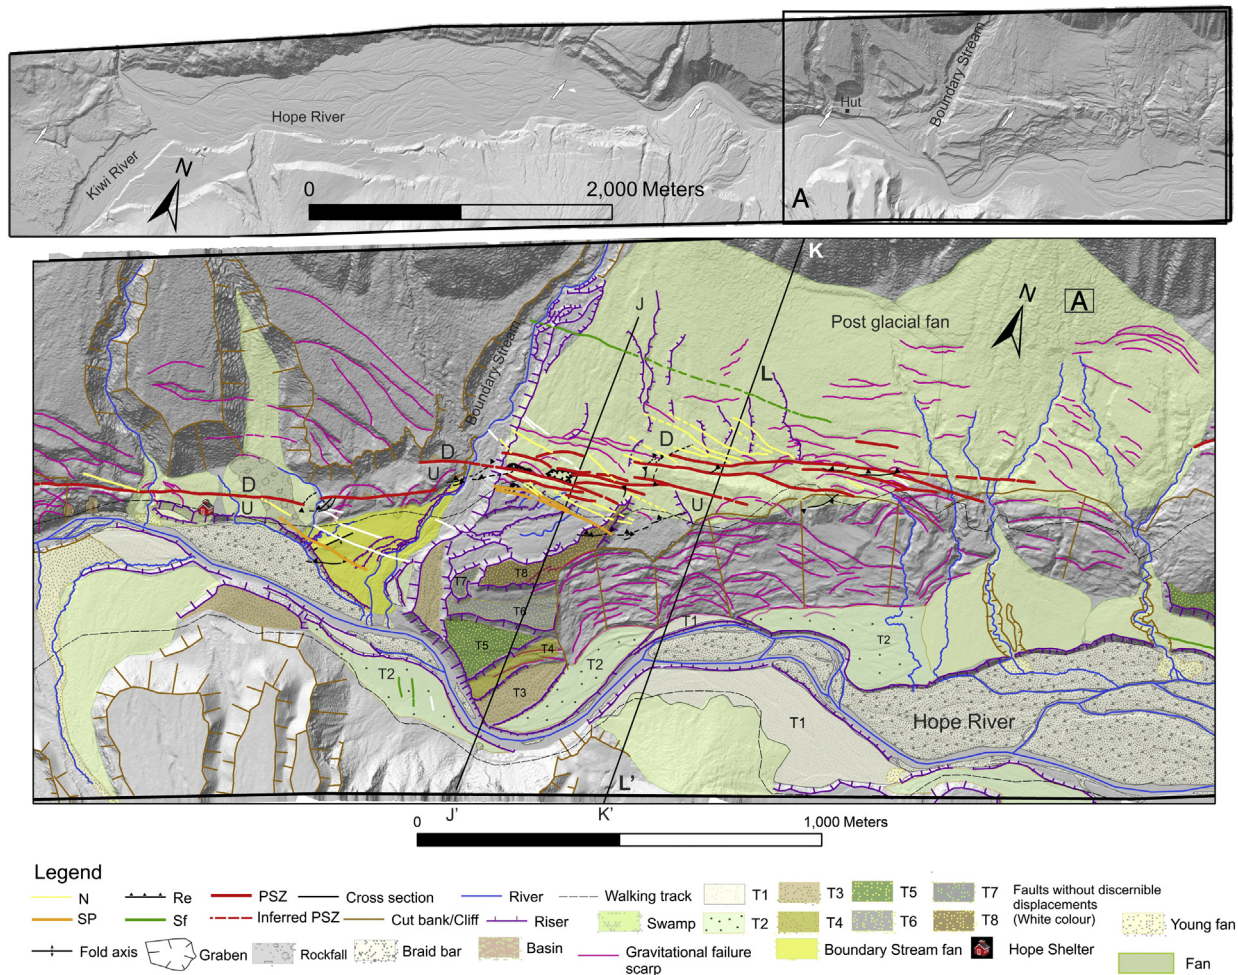 Hope River
Kiwi River
N
0
2,000 Meters
Hut
Boundary Stream
A
K
J
N
A
Post glacial fan
Boundary Stream
L
D
U
D
U
D
U
T8
T7
T6
T5
T4
T3
T2
T2
T1
T2
T1
Hope River
L'
J'
K'
0
1,000 Meters
Legend
N
Re
PSZ
Cross section
River
Walking track
T1
T3
T5
T7
Faults without discernible
displacements
(White colour)
SP
Sf
Inferred PSZ
Cut bank/Cliff
Riser
Swamp
T2
T4
T6
T8
Young fan
Fold axis
Graben
Rockfall
Braid bar
Basin
Gravitational failure
scarp
Boundary Stream fan
Hope Shelter
Fan